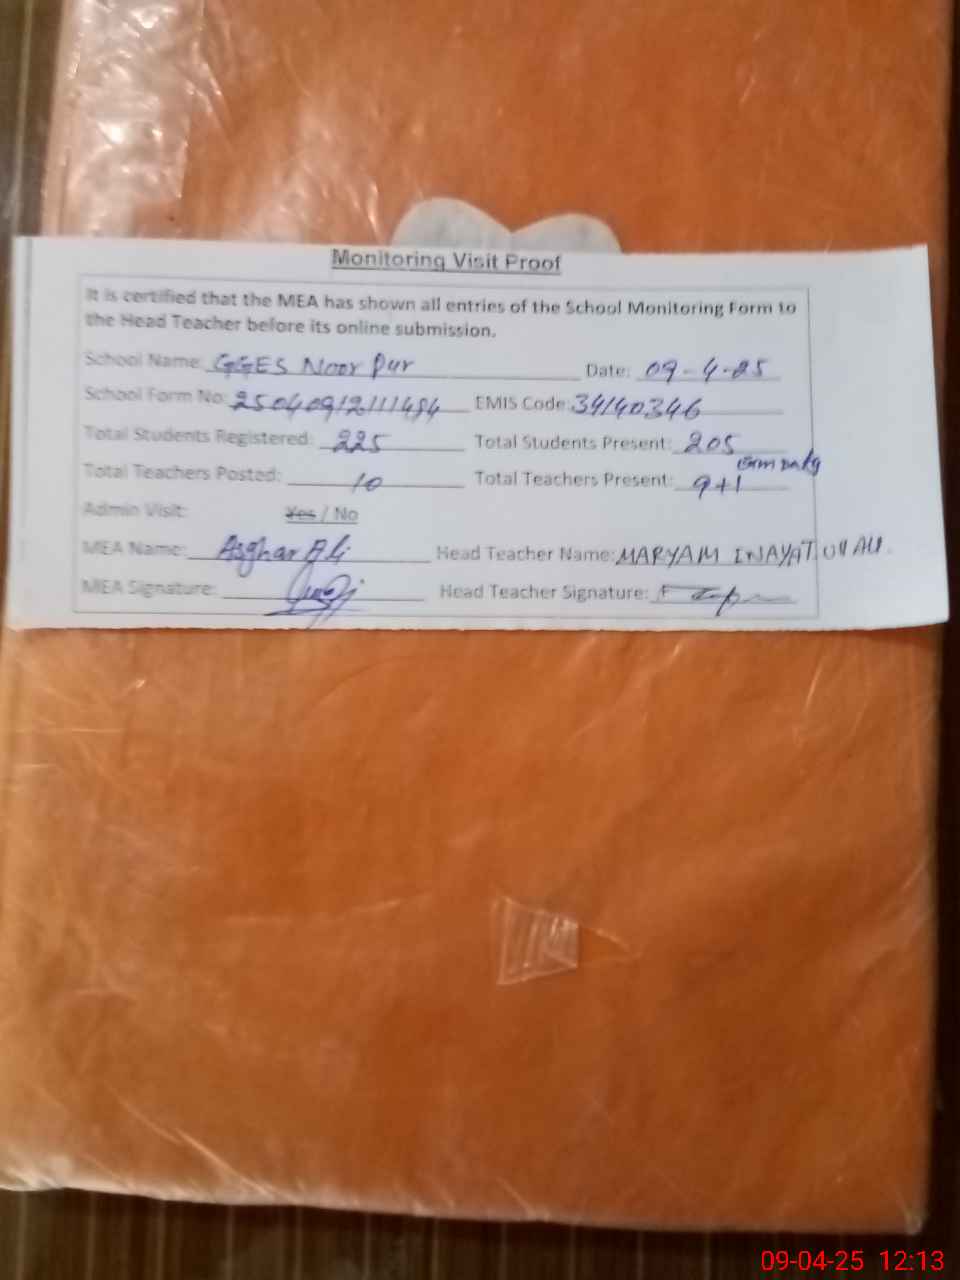 Monitoring Visit Proof
It is certified that the MEA has shown all entries of the School Monitoring Form to
the Head Teacher before its online submission.
School Name: GGES Noor Pur Date: 09-4-25
School Form No: EMIS Code: 34140346
Total Students Registered: 225 Total Students Present: 205
Total Teachers Posted: 10 Total Teachers Present: 9+1
Admin Visit: Yes / No
MEA Name: Asghar Ali Head Teacher Name: MARYAM INAYAT ULLAH.
MEA Signature: Head Teacher Signature:
09-04-25 12:13